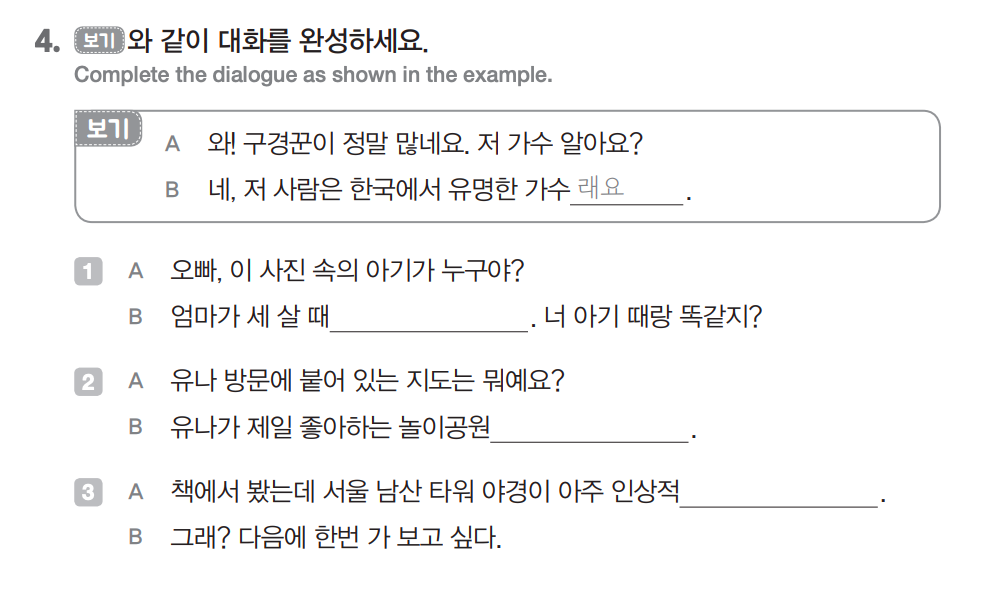 4. 보기 와 같이 대화를 완성하세요.
Complete the dialogue as shown in the example.
보기
A 와! 구경꾼이 정말 많네요. 저 가수 알아요?
B 네, 저 사람은 한국에서 유명한 가수 래요 .
1 A 오빠, 이 사진 속의 아기가 누구야?
B 엄마가 세 살 때 . 너 아기 때랑 똑같지?
2 A 유나 방문에 붙어 있는 지도는 뭐예요?
B 유나가 제일 좋아하는 놀이공원 .
3 A 책에서 봤는데 서울 남산 타워 야경이 아주 인상적 .
B 그래? 다음에 한번 가 보고 싶다.